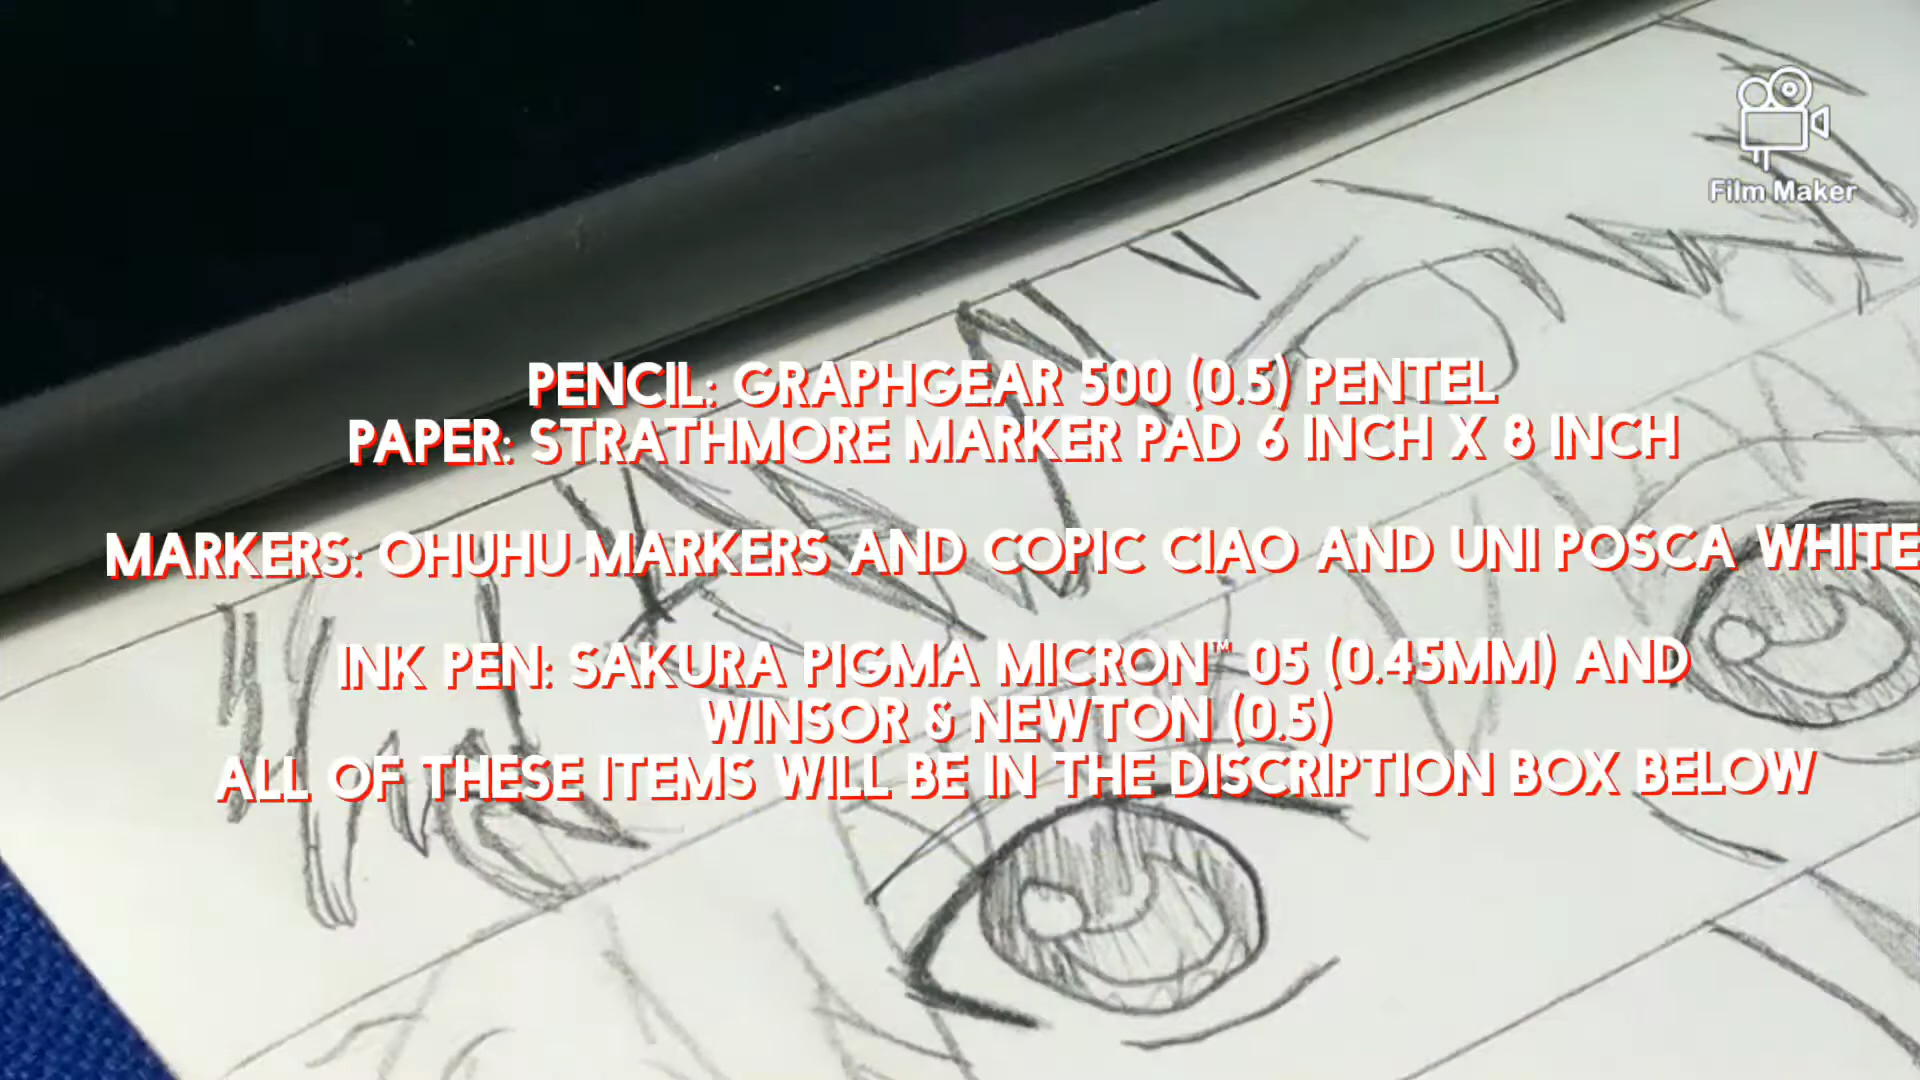 Film Maker
PENCIL: GRAPHGEAR 500 (0.5) PENTEL
PAPER: STRATHMORE MARKER PAD 6 INCH X 8 INCH
MARKERS: OHUHU MARKERS AND COPIC CIAO AND UNI POSCA WHITE
INK PEN: SAKURA PIGMA MICRON™ 05 (0.45MM) AND
WINSOR & NEWTON (0.5)
ALL OF THESE ITEMS WILL BE IN THE DISCRIPTION BOX BELOW